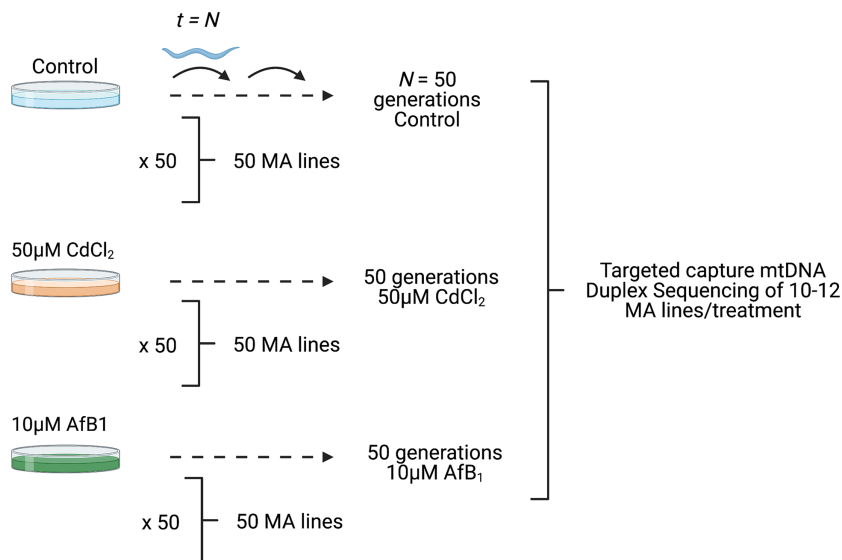 t = N
Control
N = 50
generations
Control
x 50
50 MA lines
50µM CdCl₂
50 generations
50µM CdCl₂
x 50
50 MA lines
Targeted capture mtDNA
Duplex Sequencing of 10-12
MA lines/treatment
10µM AfB1
50 generations
10µM AfB₁
x 50
50 MA lines